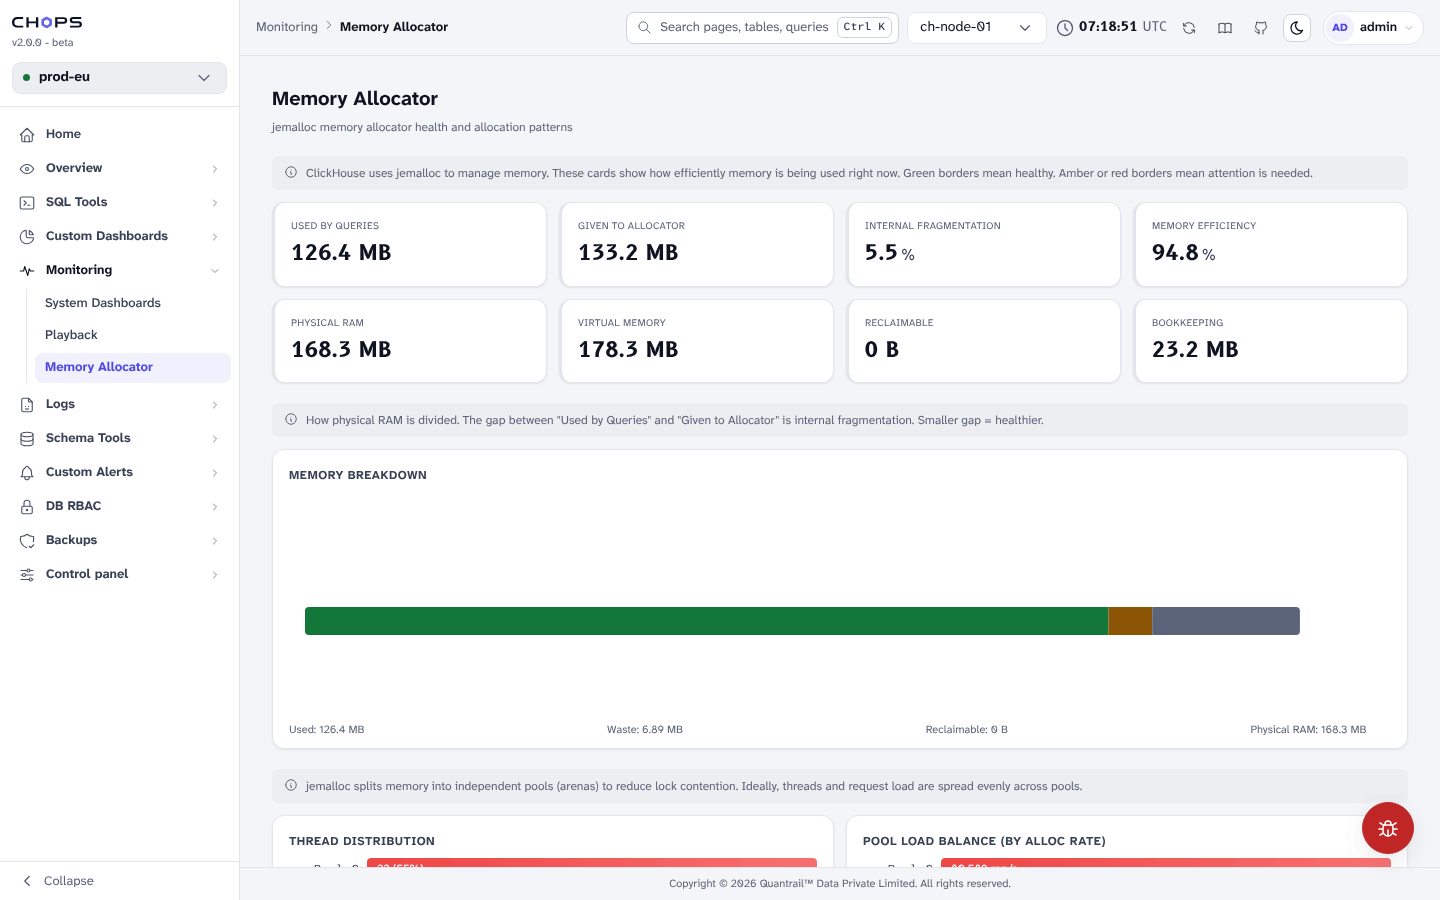 CHOPS
v2.0.0 - beta
prod-eu
Home
Overview
SQL Tools
Custom Dashboards
Monitoring
System Dashboards
Playback
Memory Allocator
Logs
Schema Tools
Custom Alerts
DB RBAC
Backups
Control panel
Collapse
Monitoring > Memory Allocator
Search pages, tables, queries Ctrl K
ch-node-01
07:18:51 UTC
AD admin
Memory Allocator
jemalloc memory allocator health and allocation patterns
ClickHouse uses jemalloc to manage memory. These cards show how efficiently memory is being used right now. Green borders mean healthy. Amber or red borders mean attention is needed.
USED BY QUERIES
126.4 MB
GIVEN TO ALLOCATOR
133.2 MB
INTERNAL FRAGMENTATION
5.5 %
MEMORY EFFICIENCY
94.8 %
PHYSICAL RAM
168.3 MB
VIRTUAL MEMORY
178.3 MB
RECLAIMABLE
0 B
BOOKKEEPING
23.2 MB
How physical RAM is divided. The gap between "Used by Queries" and "Given to Allocator" is internal fragmentation. Smaller gap = healthier.
MEMORY BREAKDOWN
Used: 126.4 MB
Waste: 6.89 MB
Reclaimable: 0 B
Physical RAM: 168.3 MB
jemalloc splits memory into independent pools (arenas) to reduce lock contention. Ideally, threads and request load are spread evenly across pools.
THREAD DISTRIBUTION
POOL LOAD BALANCE (BY ALLOC RATE)
Copyright © 2026 Quantrail™ Data Private Limited. All rights reserved.